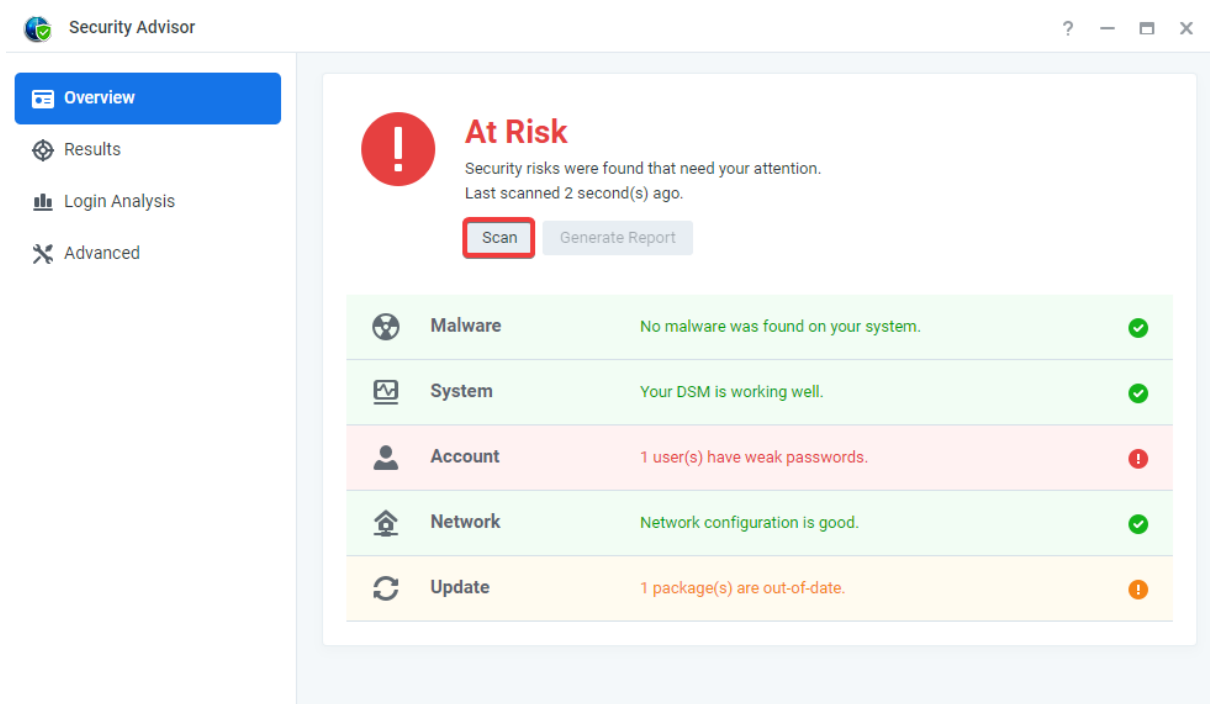 Security Advisor
?
Overview
Results
Login Analysis
Advanced
At Risk
Security risks were found that need your attention.
Last scanned 2 second(s) ago.
Scan Generate Report
Malware No malware was found on your system.
System Your DSM is working well.
Account 1 user(s) have weak passwords.
Network Network configuration is good.
Update 1 package(s) are out-of-date.